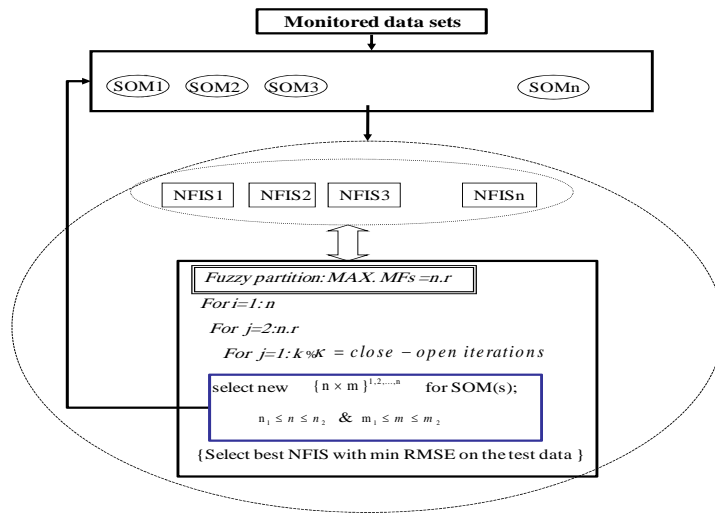 Monitored data sets
SOM1 SOM2 SOM3 SOMn
NFIS1 NFIS2 NFIS3 NFISn
Fuzzy partition: MAX. MFs =n.r
For i=1: n
For j=2:n.r
For j=1: k %K = close – open iterations
select new {n × m}^{1,2,...,n} for SOM(s);
n₁ ≤ n ≤ n₂ & m₁ ≤ m ≤ m₂
{Select best NFIS with min RMSE on the test data }